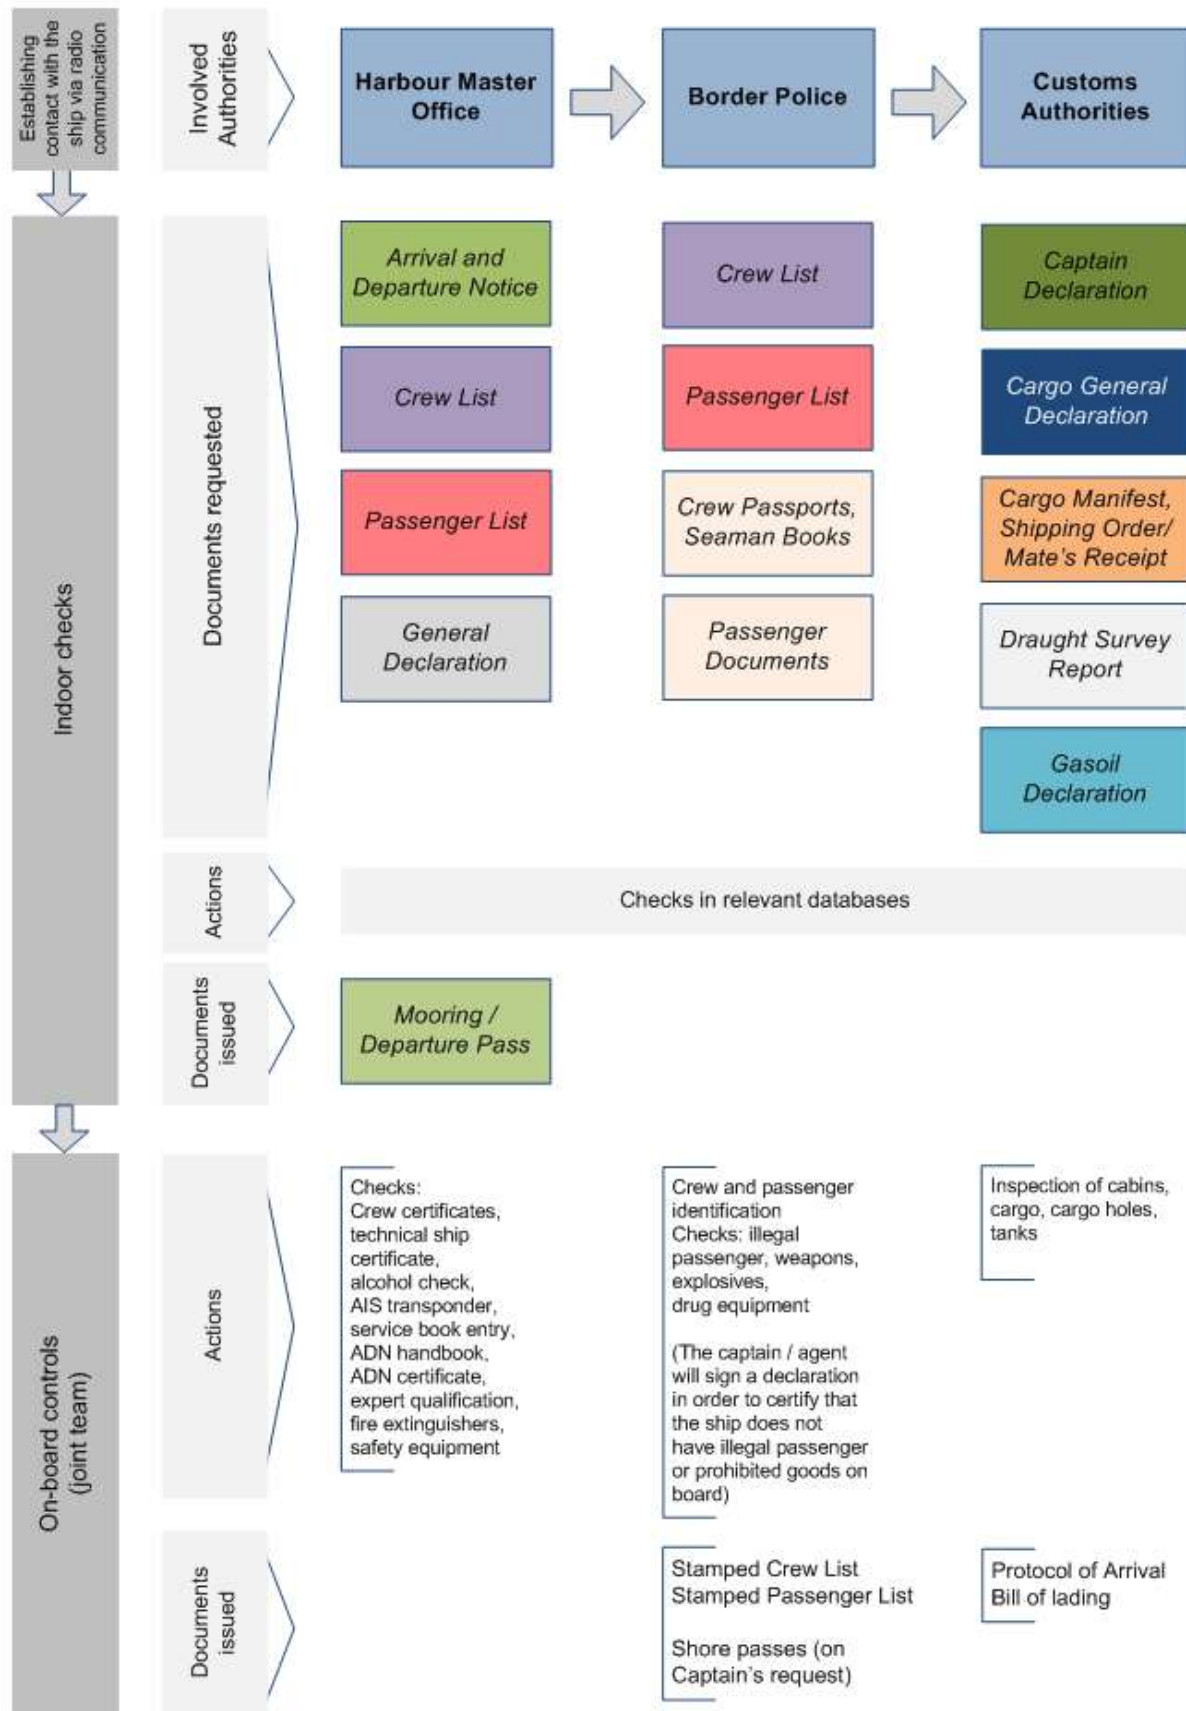 Establishing
contact with the
ship via radio
communication
Involved
Authorities
Harbour Master
Office
Border Police
Customs
Authorities
Indoor checks
Documents requested
Arrival and
Departure Notice
Crew List
Captain
Declaration
Crew List
Passenger List
Cargo General
Declaration
Passenger List
Crew Passports,
Seaman Books
Cargo Manifest,
Shipping Order/
Mate's Receipt
General
Declaration
Passenger
Documents
Draught Survey
Report
Gasoil
Declaration
Actions
Checks in relevant databases
Documents
issued
Mooring /
Departure Pass
On-board controls
(joint team)
Actions
Checks:
Crew certificates,
technical ship
certificate,
alcohol check,
AIS transponder,
service book entry,
ADN handbook,
ADN certificate,
expert qualification,
fire extinguishers,
safety equipment
Crew and passenger
identification
Checks: illegal
passenger, weapons,
explosives,
drug equipment
(The captain / agent
will sign a declaration
in order to certify that
the ship does not
have illegal passenger
or prohibited goods on
board)
Inspection of cabins,
cargo, cargo holes,
tanks
Documents
issued
Stamped Crew List
Stamped Passenger List
Shore passes (on
Captain's request)
Protocol of Arrival
Bill of lading